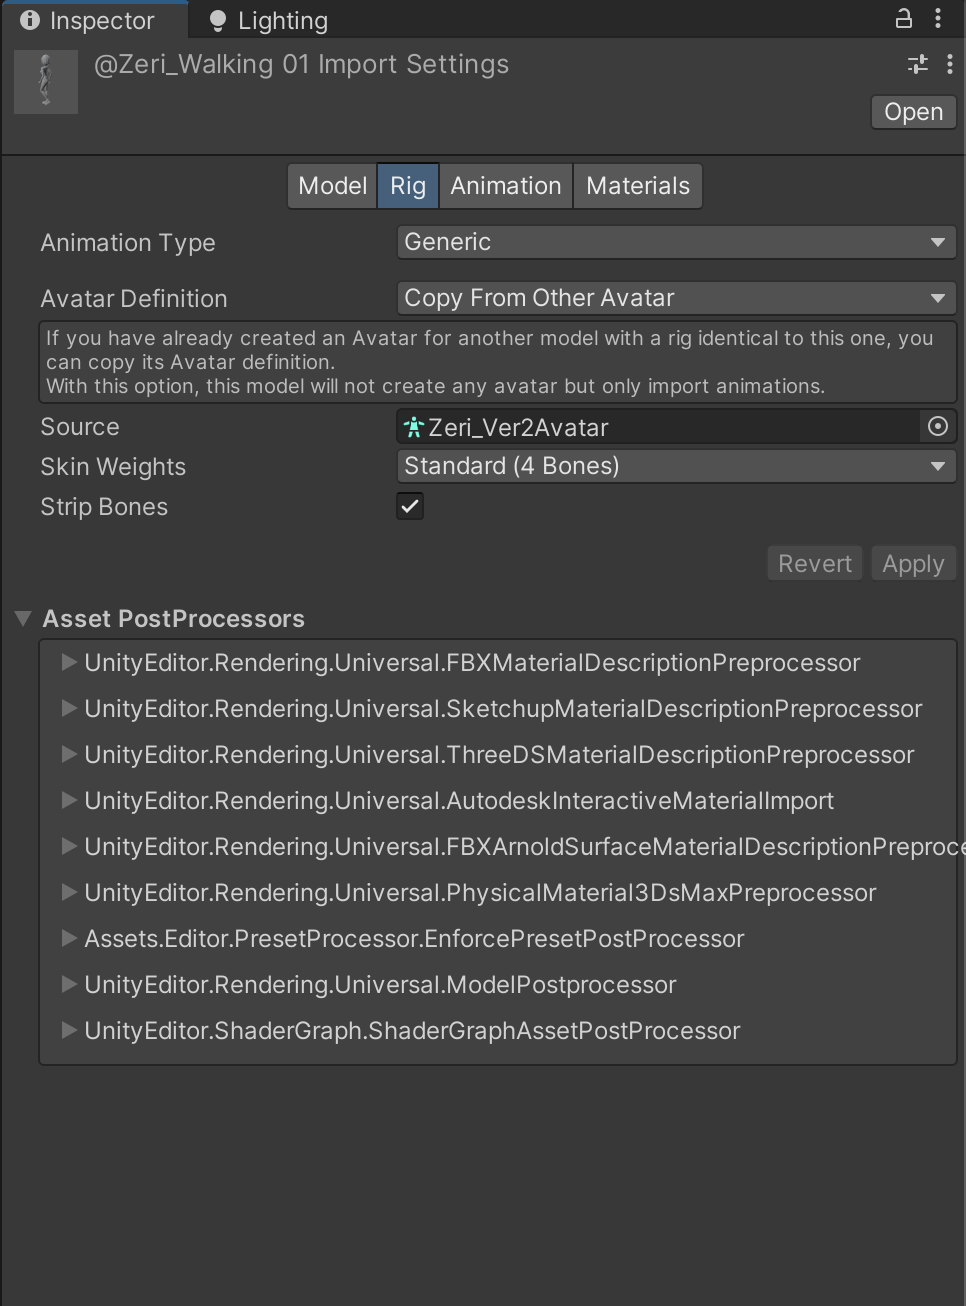 Inspector Lighting
@Zeri_Walking 01 Import Settings
Open
Model Rig Animation Materials
Animation Type Generic
Avatar Definition Copy From Other Avatar
If you have already created an Avatar for another model with a rig identical to this one, you
can copy its Avatar definition.
With this option, this model will not create any avatar but only import animations.
Source Zeri_Ver2Avatar
Skin Weights Standard (4 Bones)
Strip Bones
Revert Apply
Asset PostProcessors
UnityEditor.Rendering.Universal.FBXMaterialDescriptionPreprocessor
UnityEditor.Rendering.Universal.SketchupMaterialDescriptionPreprocessor
UnityEditor.Rendering.Universal.ThreeDSMaterialDescriptionPreprocessor
UnityEditor.Rendering.Universal.AutodeskInteractiveMaterialImport
UnityEditor.Rendering.Universal.FBXArnoldSurfaceMaterialDescriptionPreproce
UnityEditor.Rendering.Universal.PhysicalMaterial3DsMaxPreprocessor
Assets.Editor.PresetProcessor.EnforcePresetPostProcessor
UnityEditor.Rendering.Universal.ModelPostprocessor
UnityEditor.ShaderGraph.ShaderGraphAssetPostProcessor